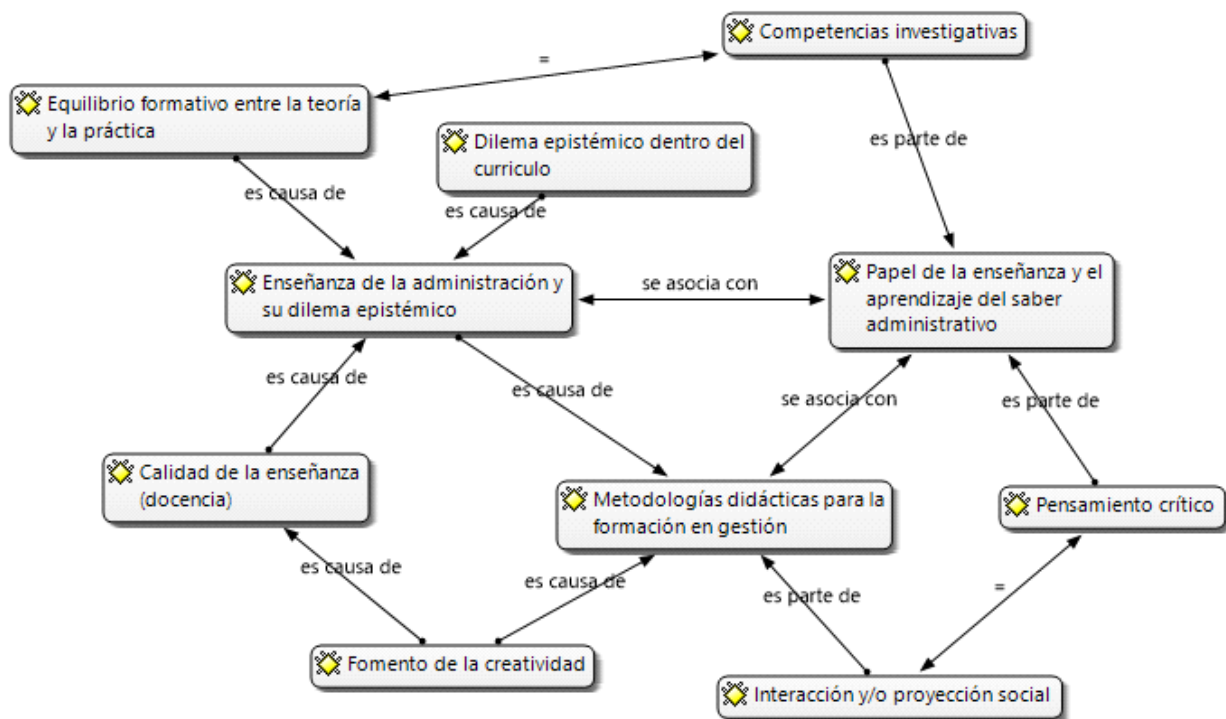 Competencias investigativas
=
Equilibrio formativo entre la teoría
y la práctica
Dilema epistémico dentro del
curriculo
es parte de
es causa de
es causa de
Enseñanza de la administración y
su dilema epistémico
se asocia con
Papel de la enseñanza y el
aprendizaje del saber
administrativo
es causa de
es causa de
se asocia con
es parte de
Calidad de la enseñanza
(docencia)
Metodologías didácticas para la
formación en gestión
Pensamiento crítico
es causa de
es causa de
es parte de
=
Fomento de la creatividad
Interacción y/o proyección social